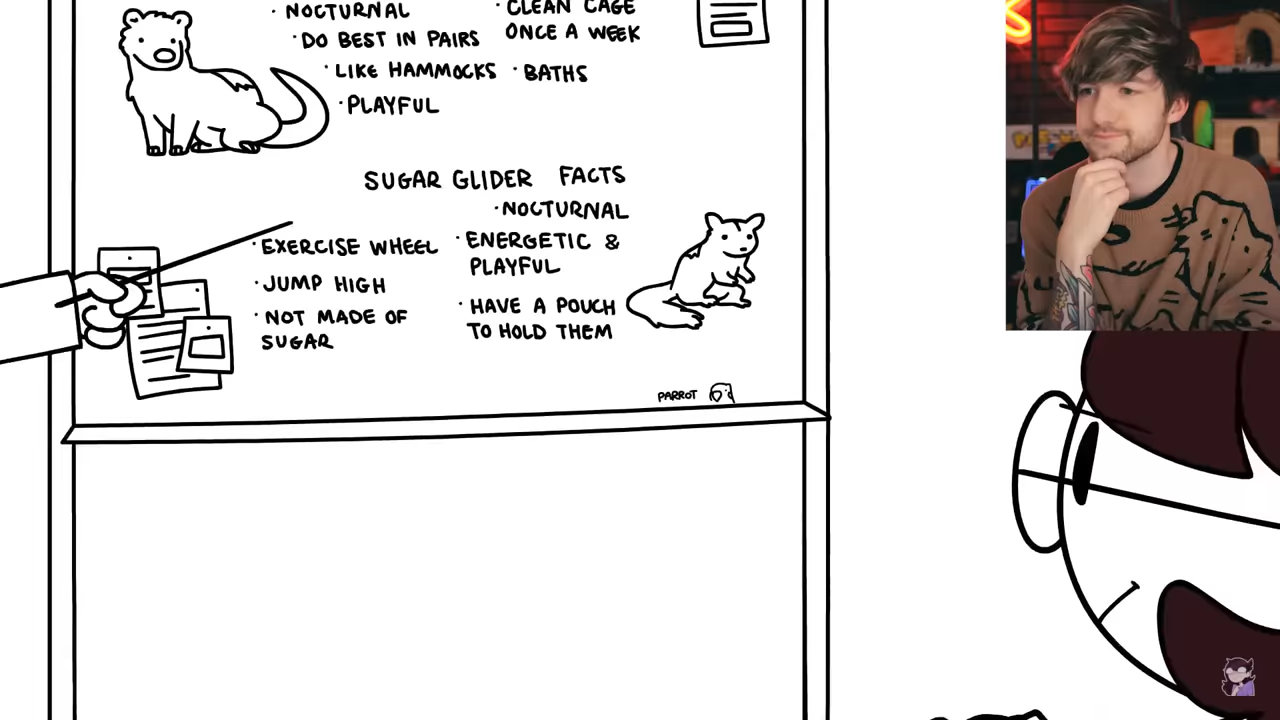 · NOCTURNAL
· DO BEST IN PAIRS
· LIKE HAMMOCKS
· PLAYFUL
· CLEAN CAGE
ONCE A WEEK
· BATHS
SUGAR GLIDER FACTS
· NOCTURNAL
· EXERCISE WHEEL
· JUMP HIGH
· NOT MADE OF
SUGAR
· ENERGETIC &
PLAYFUL
· HAVE A POUCH
TO HOLD THEM
PARROT